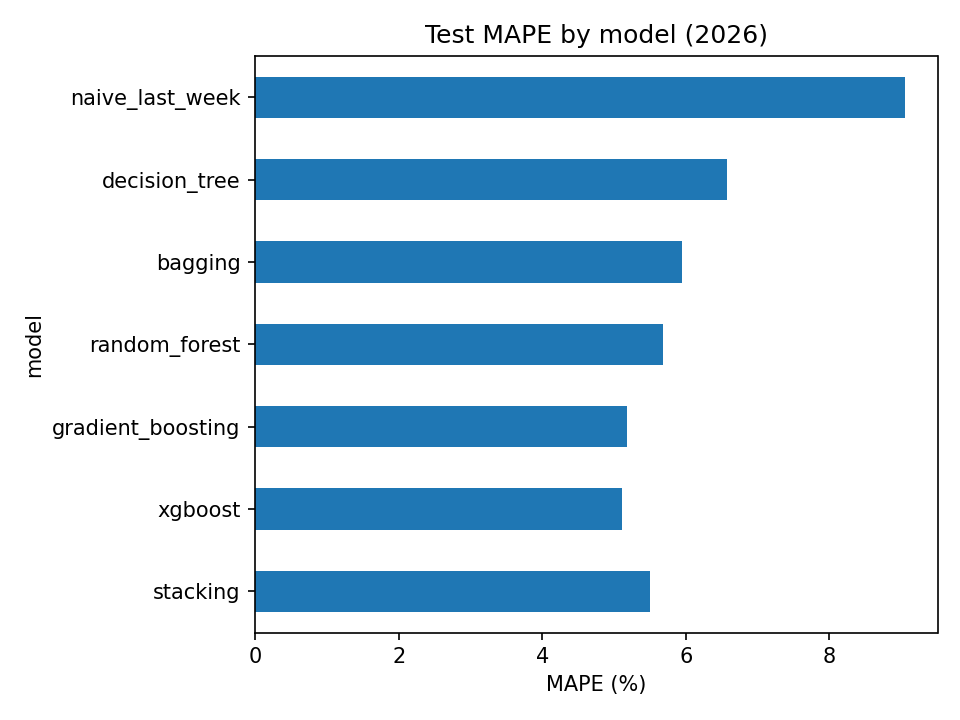 Test MAPE by model (2026)
model
naive_last_week
decision_tree
bagging
random_forest
gradient_boosting
xgboost
stacking
0 2 4 6 8
MAPE (%)